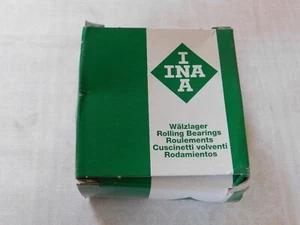 I
INA
A
Wälzlager
Rolling Bearings
Roulements
Cuscinetti volventi
Rodamientos